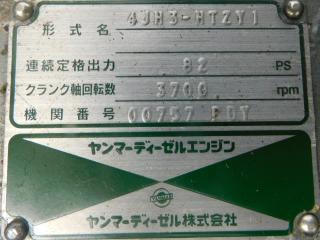 形式名 4JH3-HTZY1
連続定格出力 82 PS
クランク軸回転数 3700 rpm
機関番号 00757
ヤンマーディーゼルエンジン
ヤンマーディーゼル株式会社